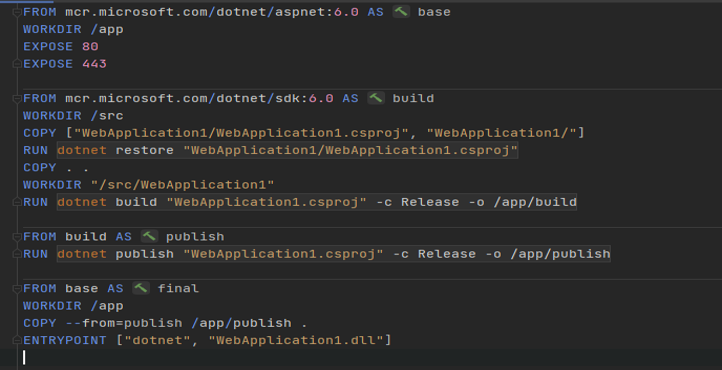 FROM mcr.microsoft.com/dotnet/aspnet:6.0 AS base
WORKDIR /app
EXPOSE 80
EXPOSE 443
FROM mcr.microsoft.com/dotnet/sdk:6.0 AS build
WORKDIR /src
COPY ["WebApplication1/WebApplication1.csproj", "WebApplication1/"]
RUN dotnet restore "WebApplication1/WebApplication1.csproj"
COPY . .
WORKDIR "/src/WebApplication1"
RUN dotnet build "WebApplication1.csproj" -c Release -o /app/build
FROM build AS publish
RUN dotnet publish "WebApplication1.csproj" -c Release -o /app/publish
FROM base AS final
WORKDIR /app
COPY --from=publish /app/publish .
ENTRYPOINT ["dotnet", "WebApplication1.dll"]